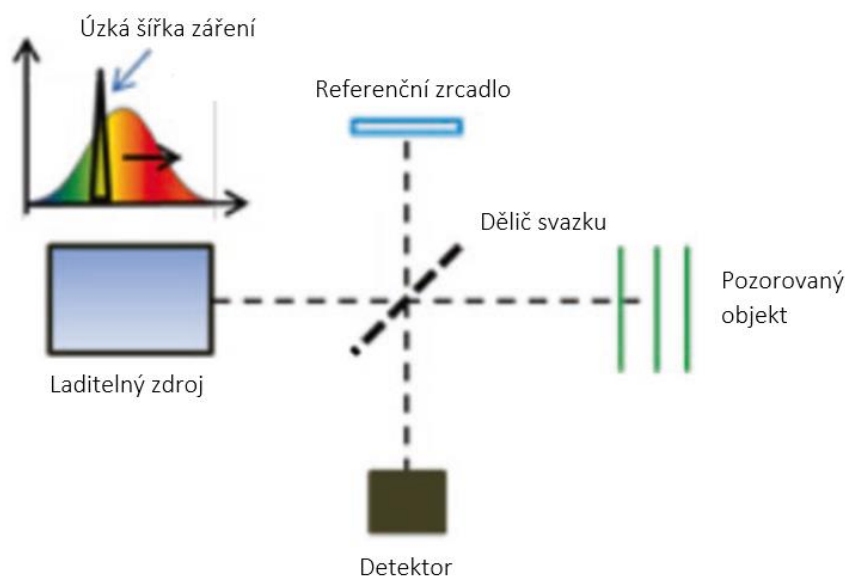 Úzká šířka záření
Referenční zrcadlo
Dělič svazku
Pozorovaný
objekt
Laditelný zdroj
Detektor